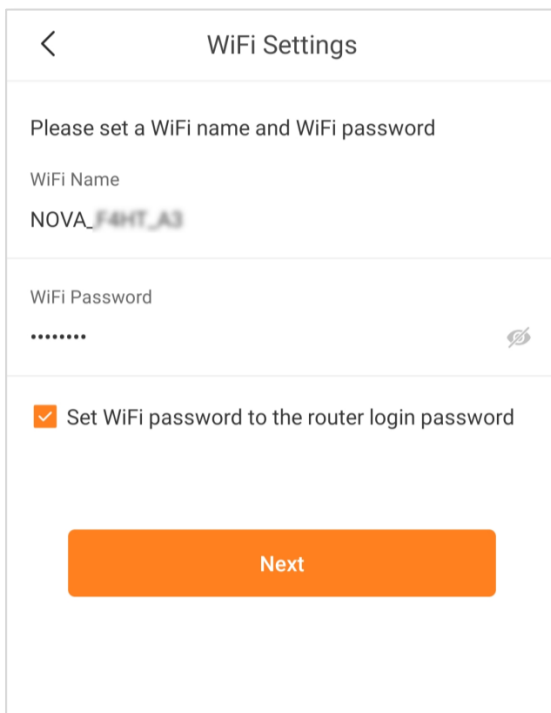 WiFi Settings
Please set a WiFi name and WiFi password
WiFi Name
NOVA_
WiFi Password
••••••••
Set WiFi password to the router login password
Next